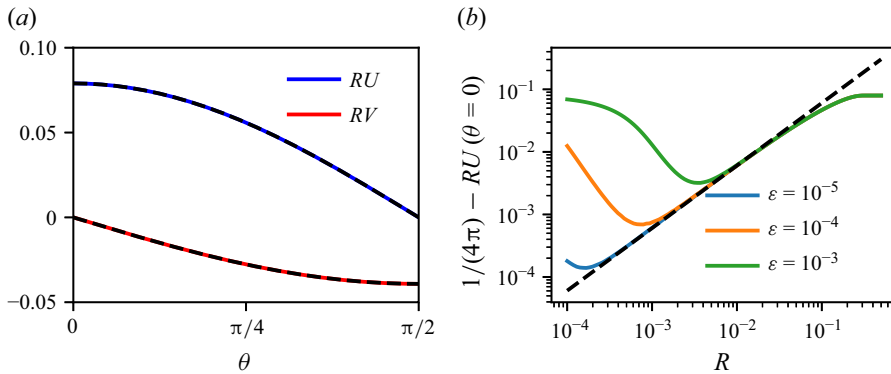 (a)
0.10
0.05
0
−0.05
RU
RV
0
π/4
π/2
θ
(b)
1/(4π) − RU (θ = 0)
10⁻¹
10⁻²
10⁻³
10⁻⁴
ε = 10⁻⁵
ε = 10⁻⁴
ε = 10⁻³
10⁻⁴
10⁻³
10⁻²
10⁻¹
R